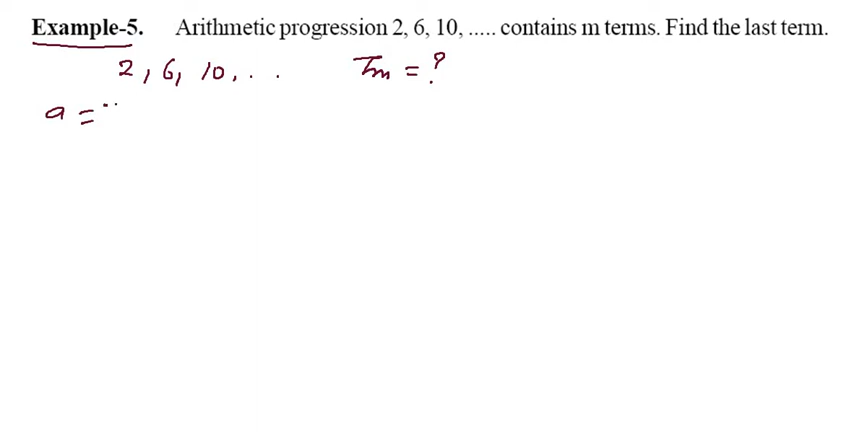 Example-5. Arithmetic progression 2, 6, 10, ..... contains m terms. Find the last term.
2, 6, 10, . . Tm = ?
a =